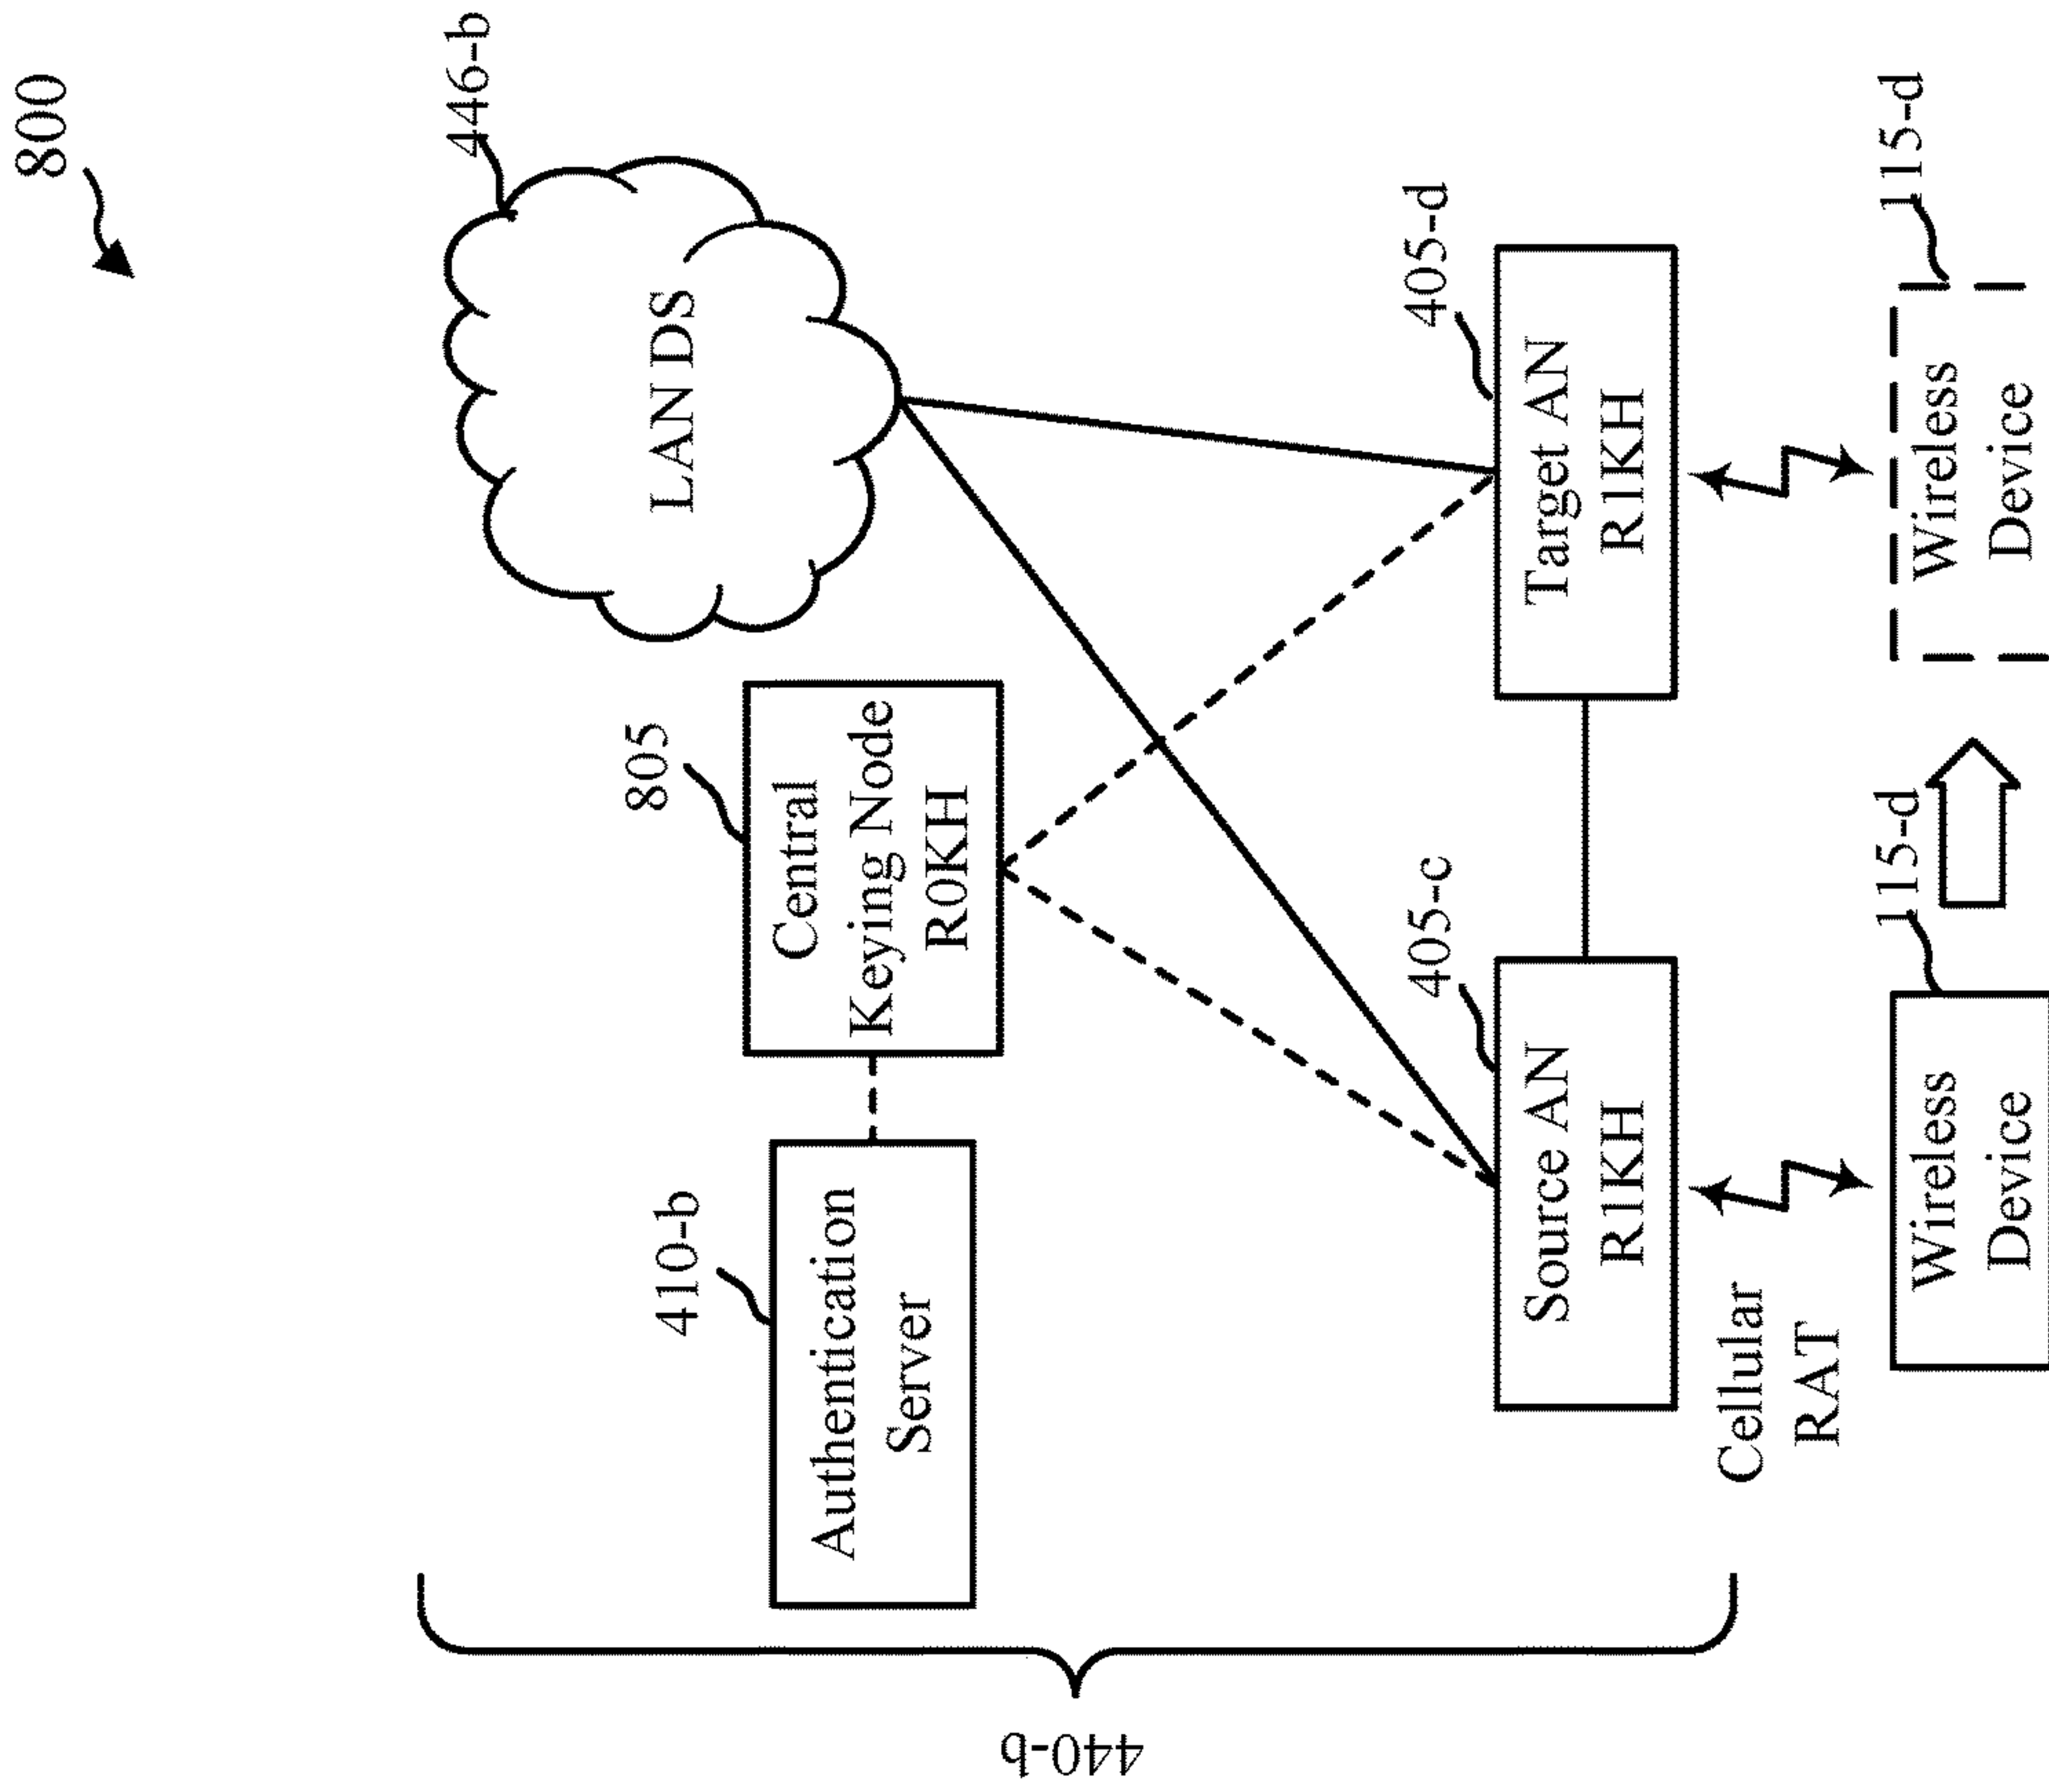 800
446-b
LAN DS
805
Central
Keying Node
R0KH
410-b
Authentication
Server
405-d
Target AN
R1KH
405-c
Source AN
R1KH
Cellular
RAT
115-d
Wireless
Device
115-d
Wireless
Device
440-b